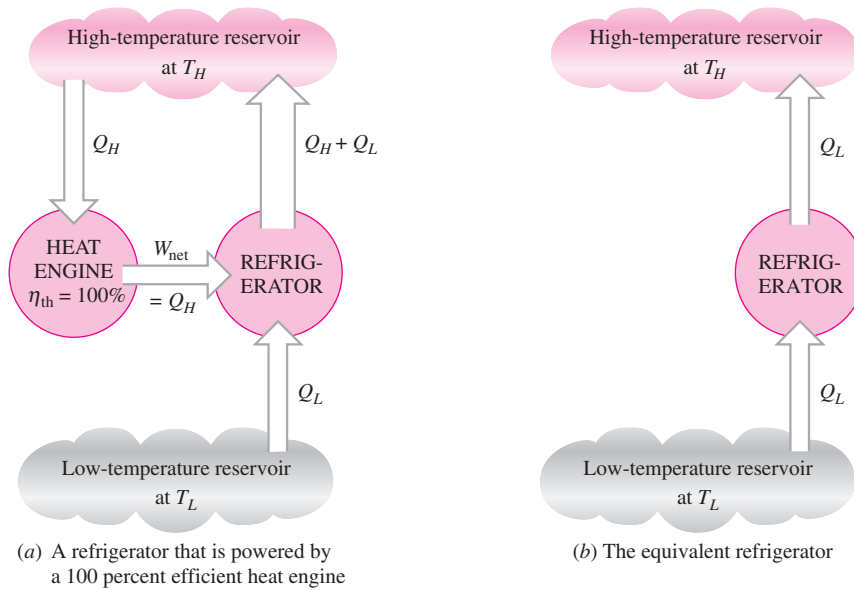 High-temperature reservoir
at T_H
Q_H
Q_H + Q_L
HEAT
ENGINE
η_th = 100%
W_net
= Q_H
REFRIG-
ERATOR
Q_L
Low-temperature reservoir
at T_L
(a) A refrigerator that is powered by
a 100 percent efficient heat engine
High-temperature reservoir
at T_H
Q_L
REFRIG-
ERATOR
Q_L
Low-temperature reservoir
at T_L
(b) The equivalent refrigerator